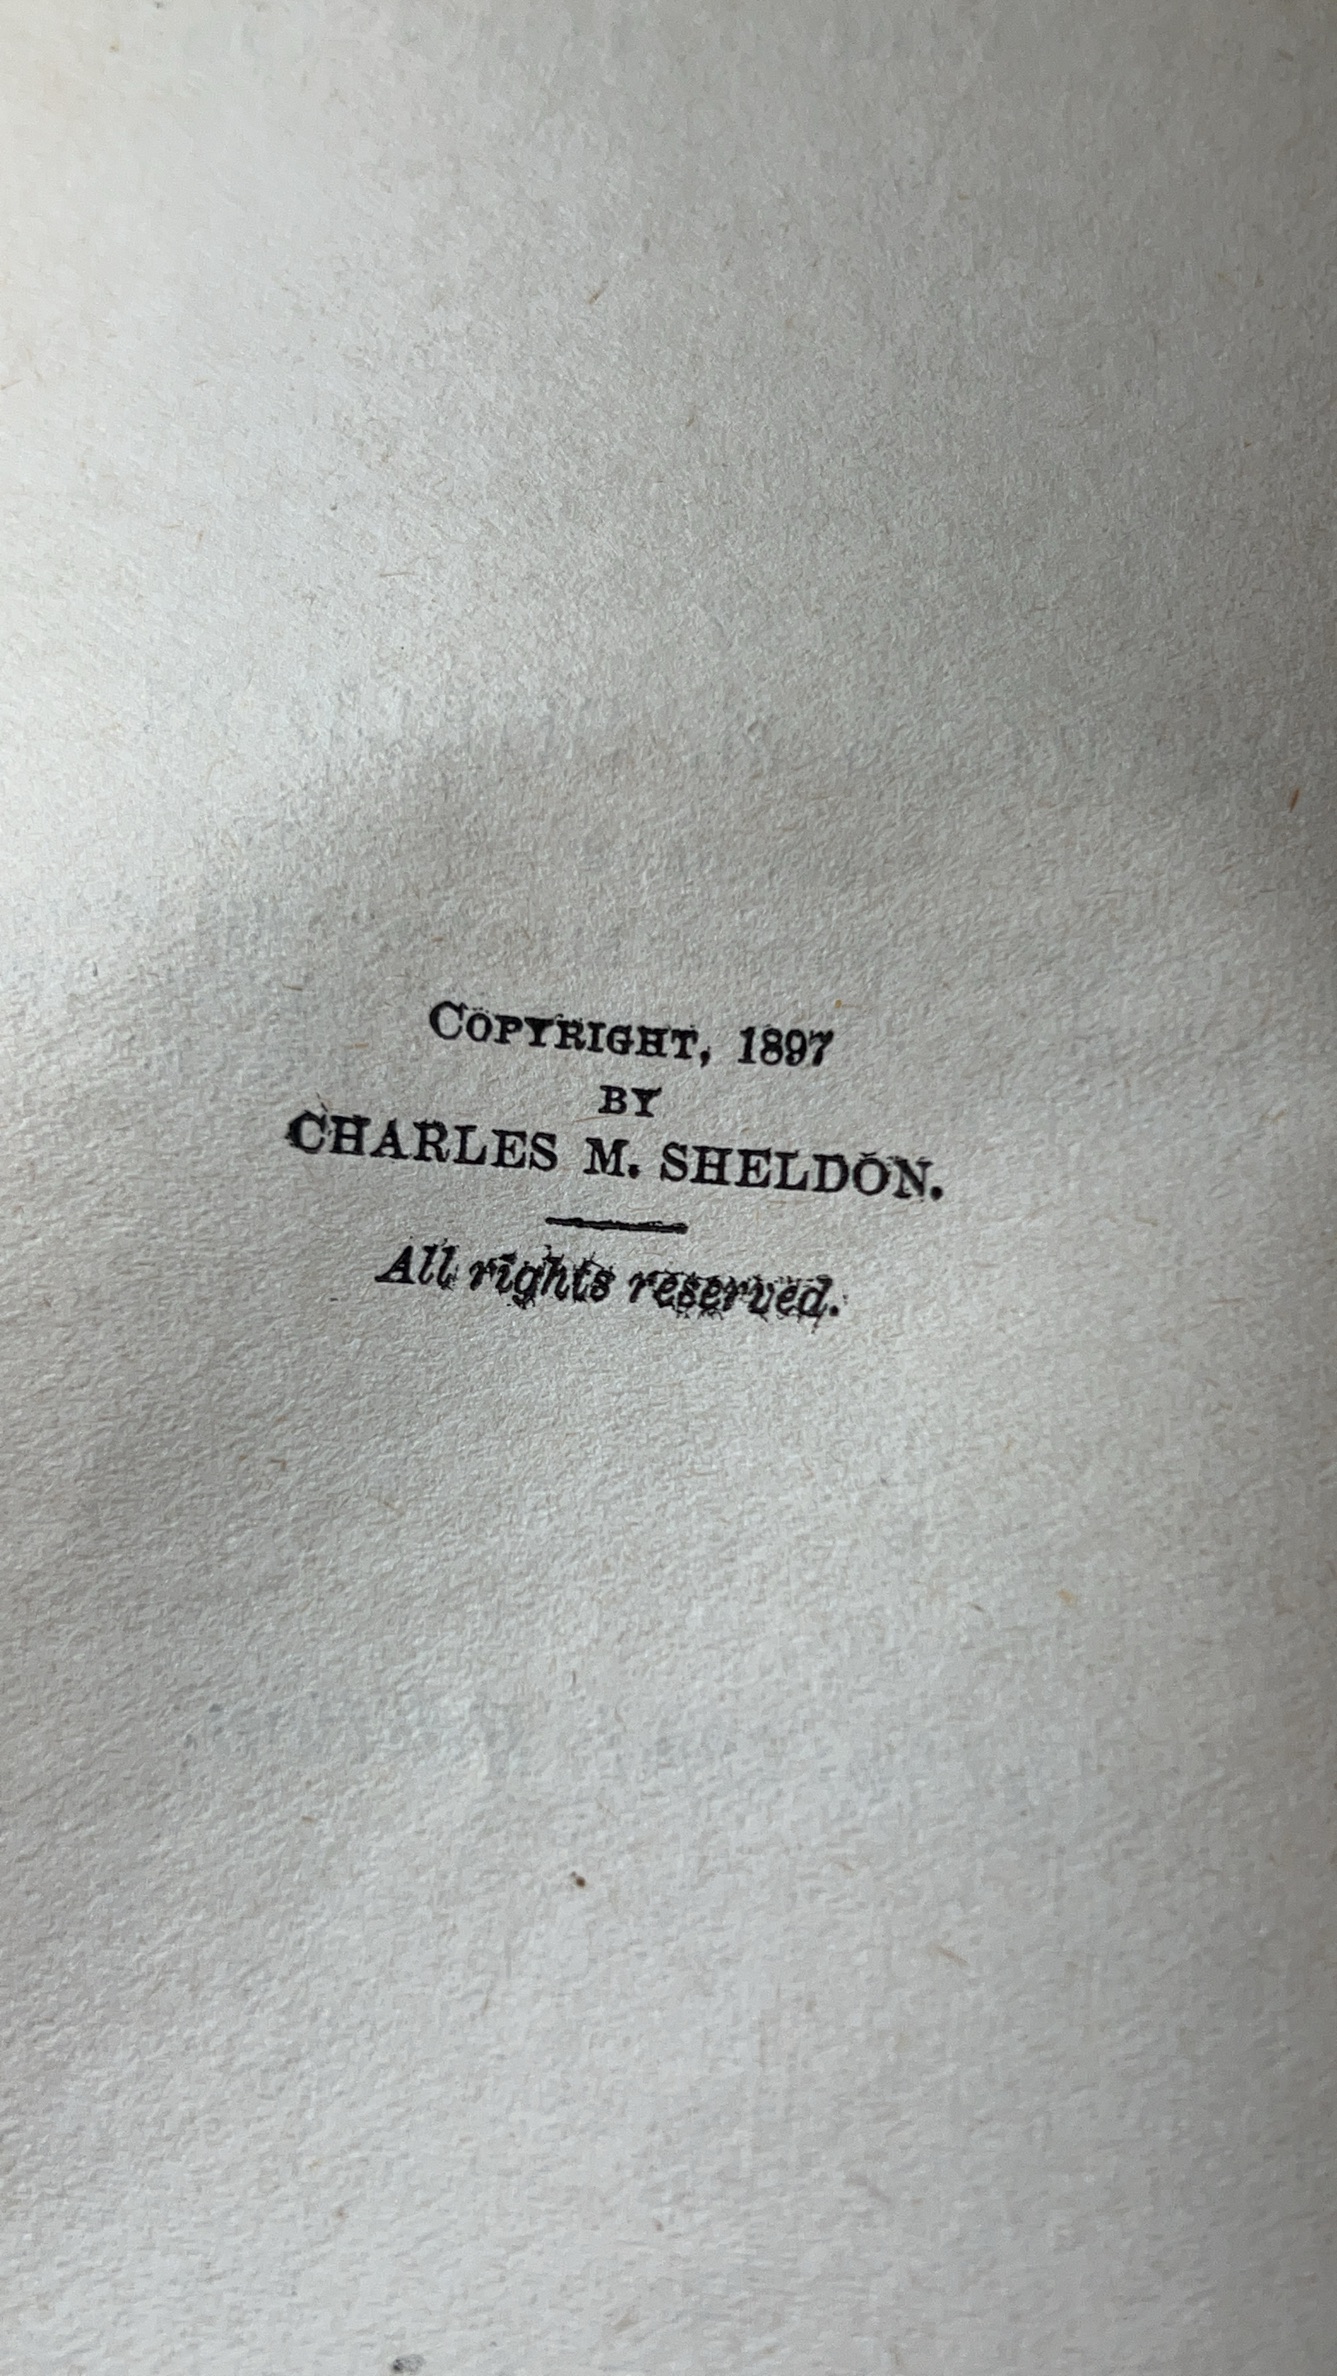 COPYRIGHT, 1897
BY
CHARLES M. SHELDON.
All rights reserved.